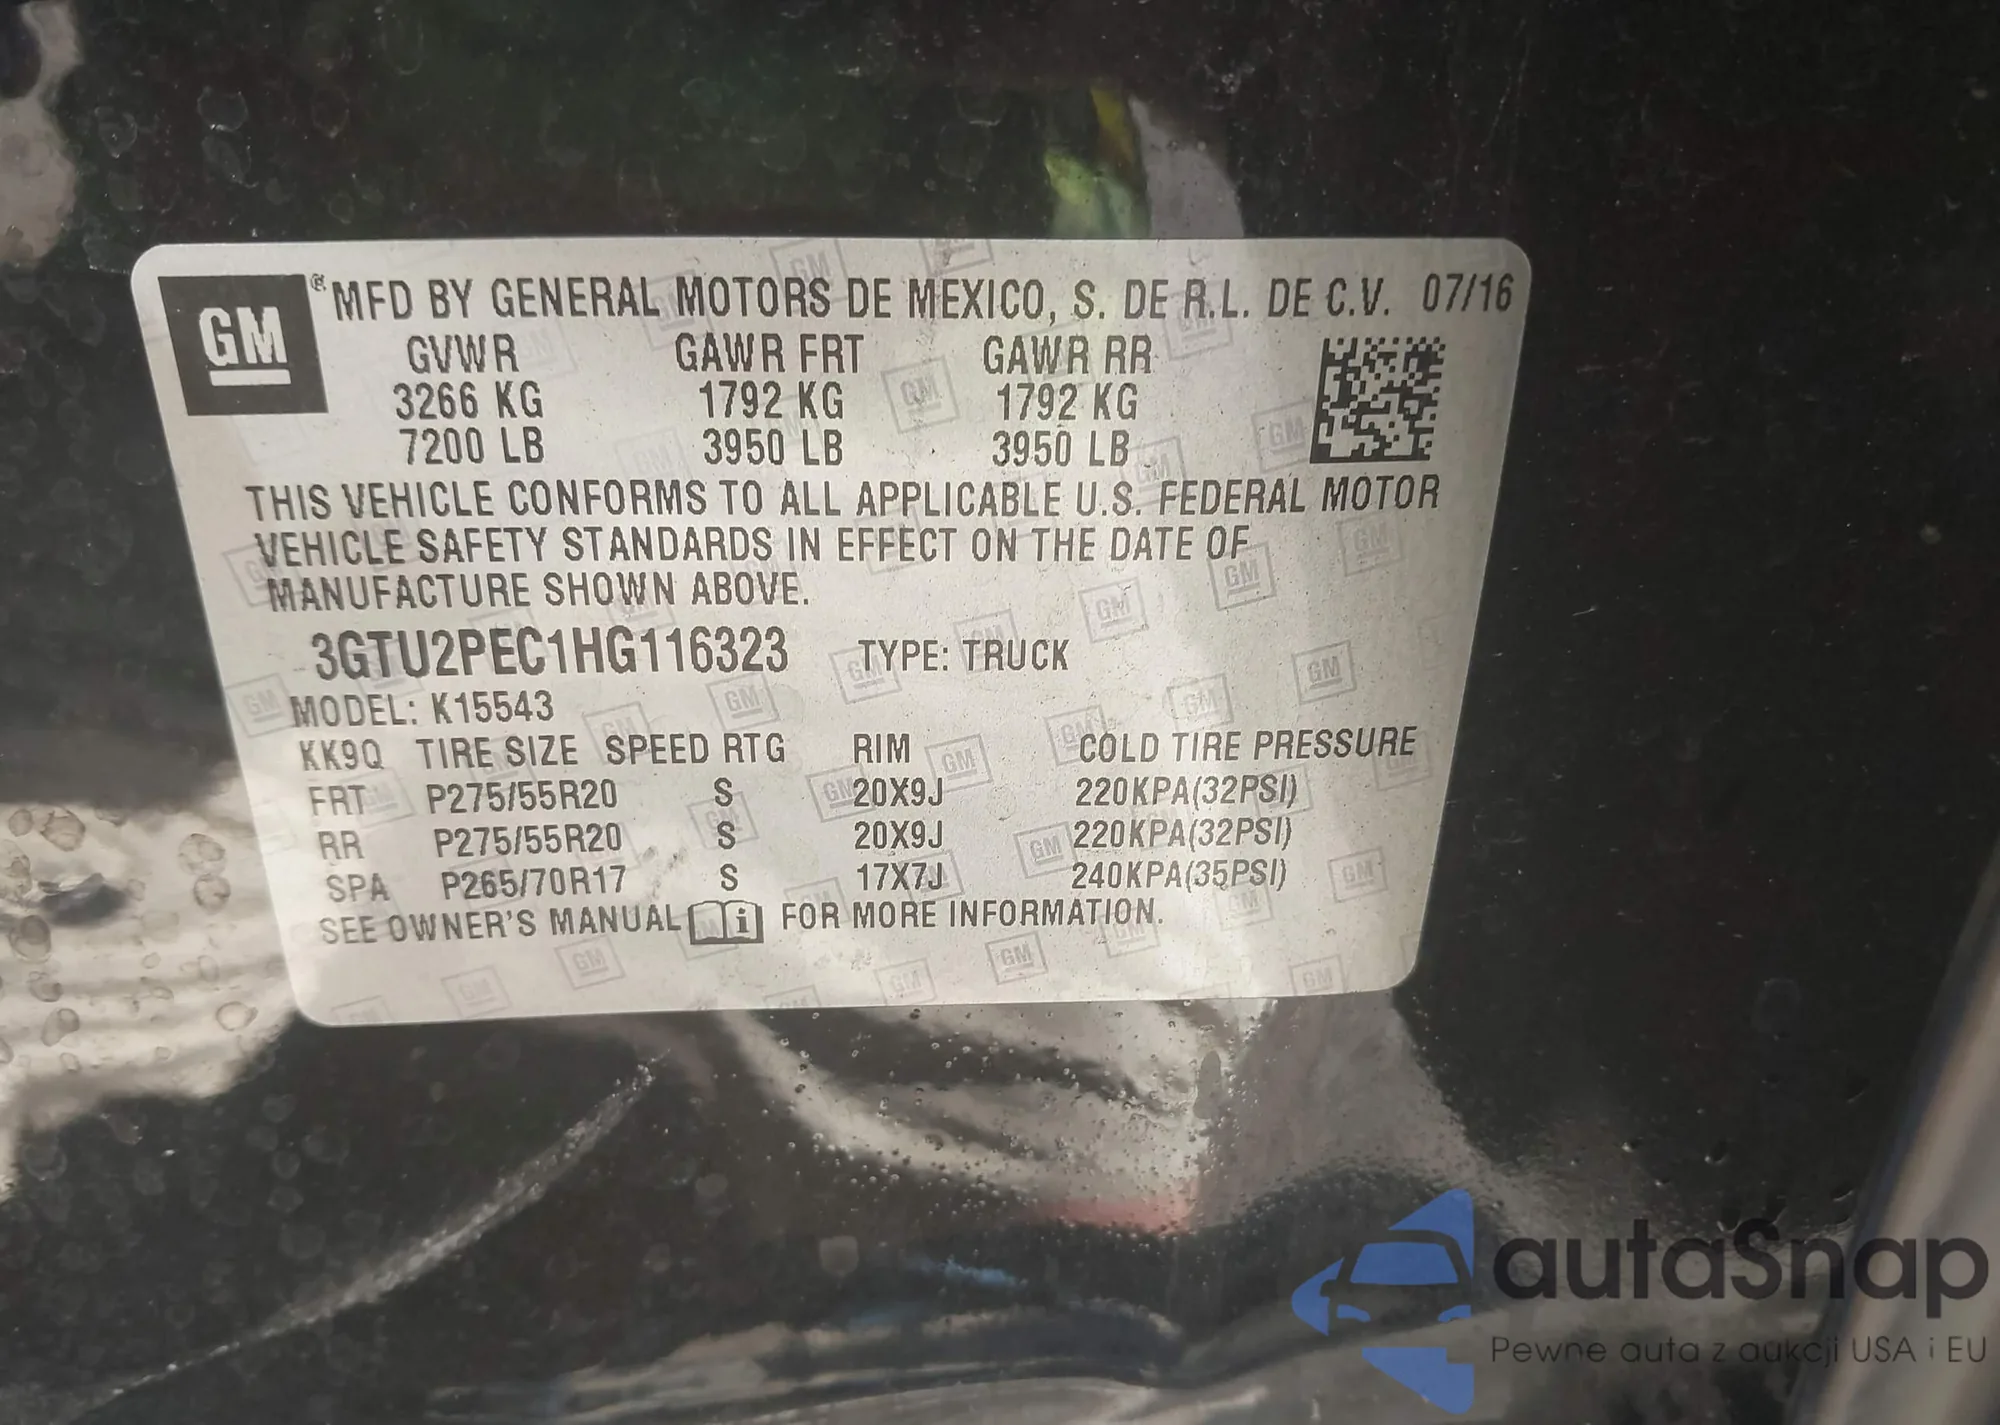 GM ® MFD BY GENERAL MOTORS DE MEXICO, S. DE R.L. DE C.V. 07/16
GVWR GAWR FRT GAWR RR
3266 KG 1792 KG 1792 KG
7200 LB 3950 LB 3950 LB
THIS VEHICLE CONFORMS TO ALL APPLICABLE U.S. FEDERAL MOTOR
VEHICLE SAFETY STANDARDS IN EFFECT ON THE DATE OF
MANUFACTURE SHOWN ABOVE.
3GTU2PEC1HG116323 TYPE: TRUCK
MODEL: K15543
KK9Q TIRE SIZE SPEED RTG RIM COLD TIRE PRESSURE
FRT P275/55R20 S 20X9J 220KPA(32PSI)
RR P275/55R20 S 20X9J 220KPA(32PSI)
SPA P265/70R17 S 17X7J 240KPA(35PSI)
SEE OWNER'S MANUAL i FOR MORE INFORMATION.
autaSnap
Pewne auta z aukcji USA i EU